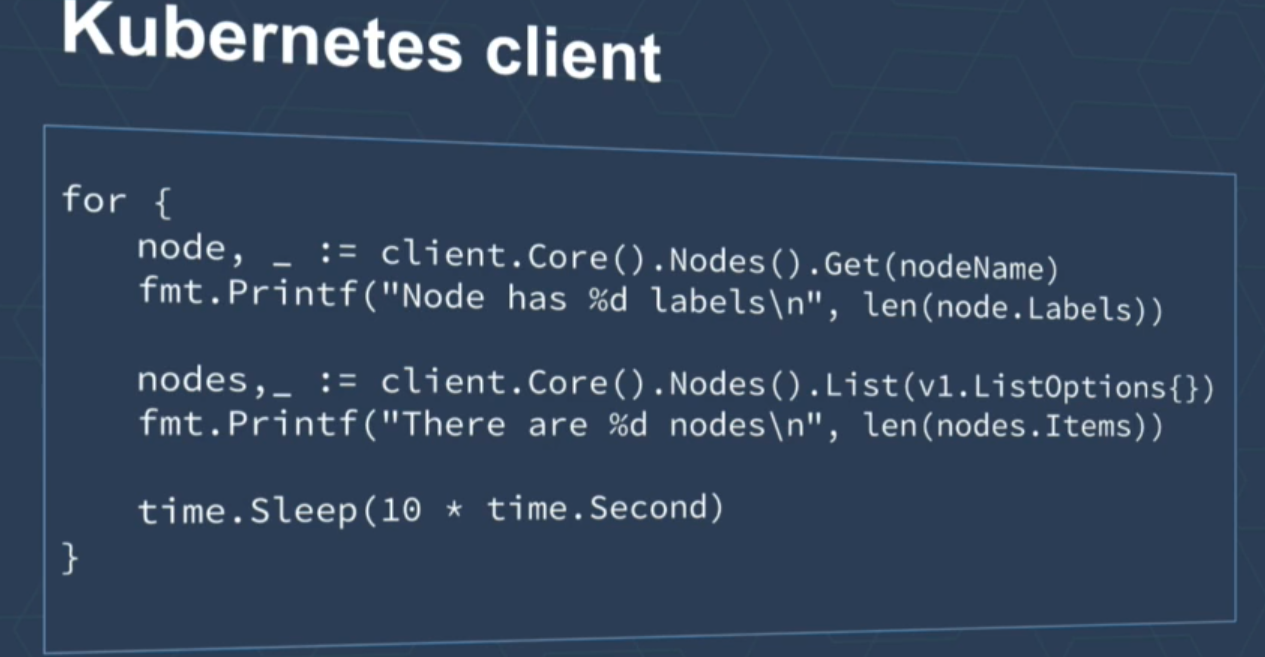 Kubernetes client
for {
    node, _ := client.Core().Nodes().Get(nodeName)
    fmt.Printf("Node has %d labels\n", len(node.Labels))
    nodes,_ := client.Core().Nodes().List(v1.ListOptions{})
    fmt.Printf("There are %d nodes\n", len(nodes.Items))
    time.Sleep(10 * time.Second)
}